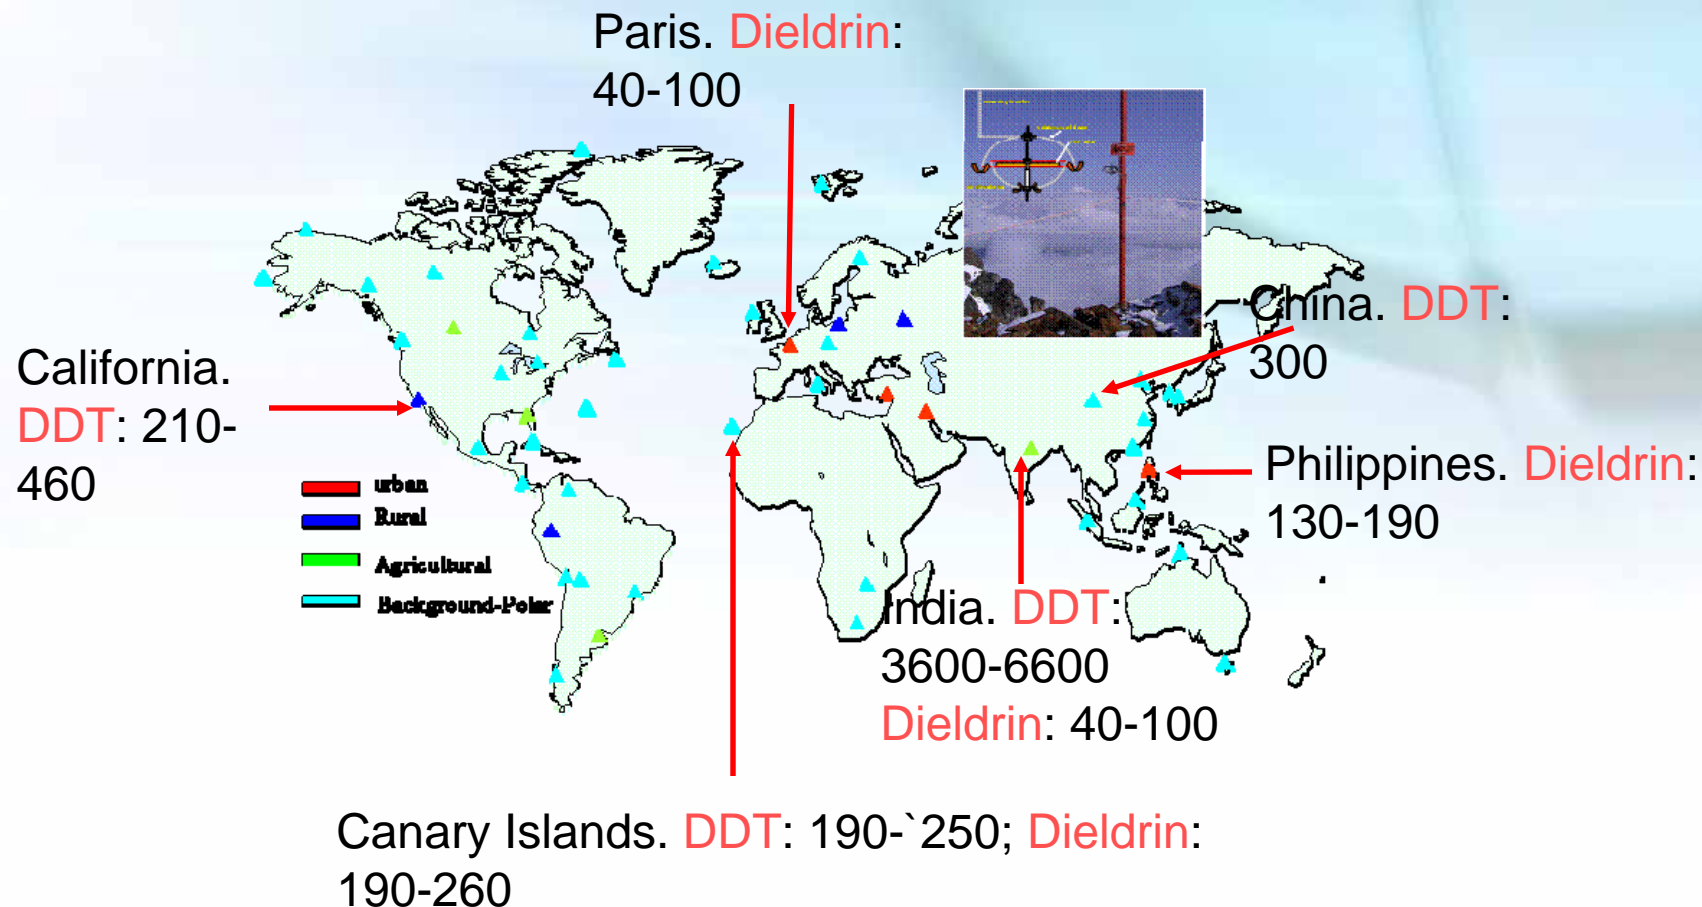 Paris. Dieldrin:
40-100
China. DDT:
300
California.
DDT: 210-
460
Philippines. Dieldrin:
130-190
urban
Rural
Agricultural
Background-Polar
India. DDT:
3600-6600
Dieldrin: 40-100
Canary Islands. DDT: 190-`250; Dieldrin:
190-260